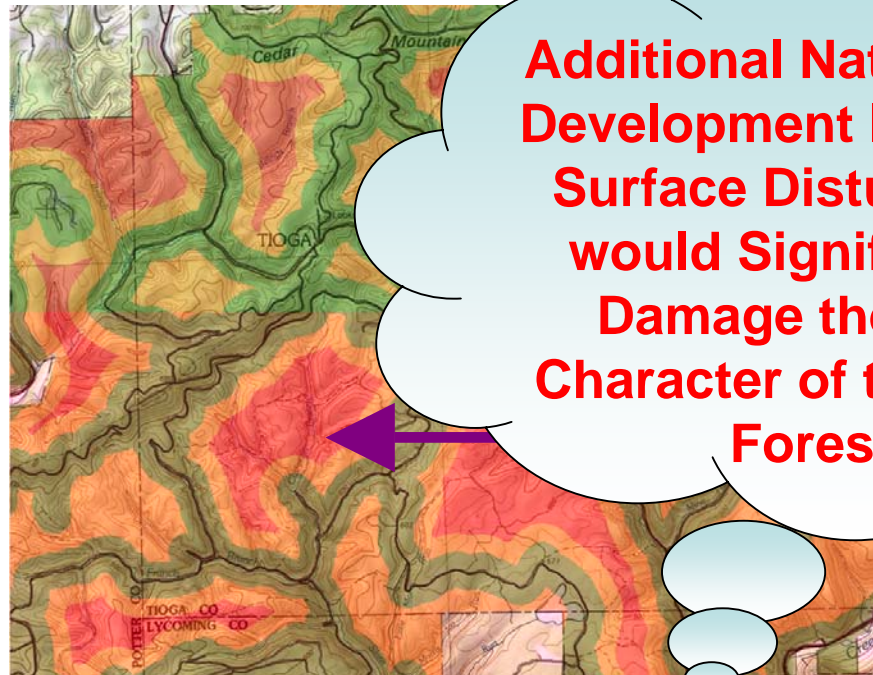 Cedar
Mountain
TIOGA
Additional Nat
Development
Surface Distu
would Signif
Damage the
Character of t
Fores
TIOGA CO
LYCOMING CO
POTTER CO